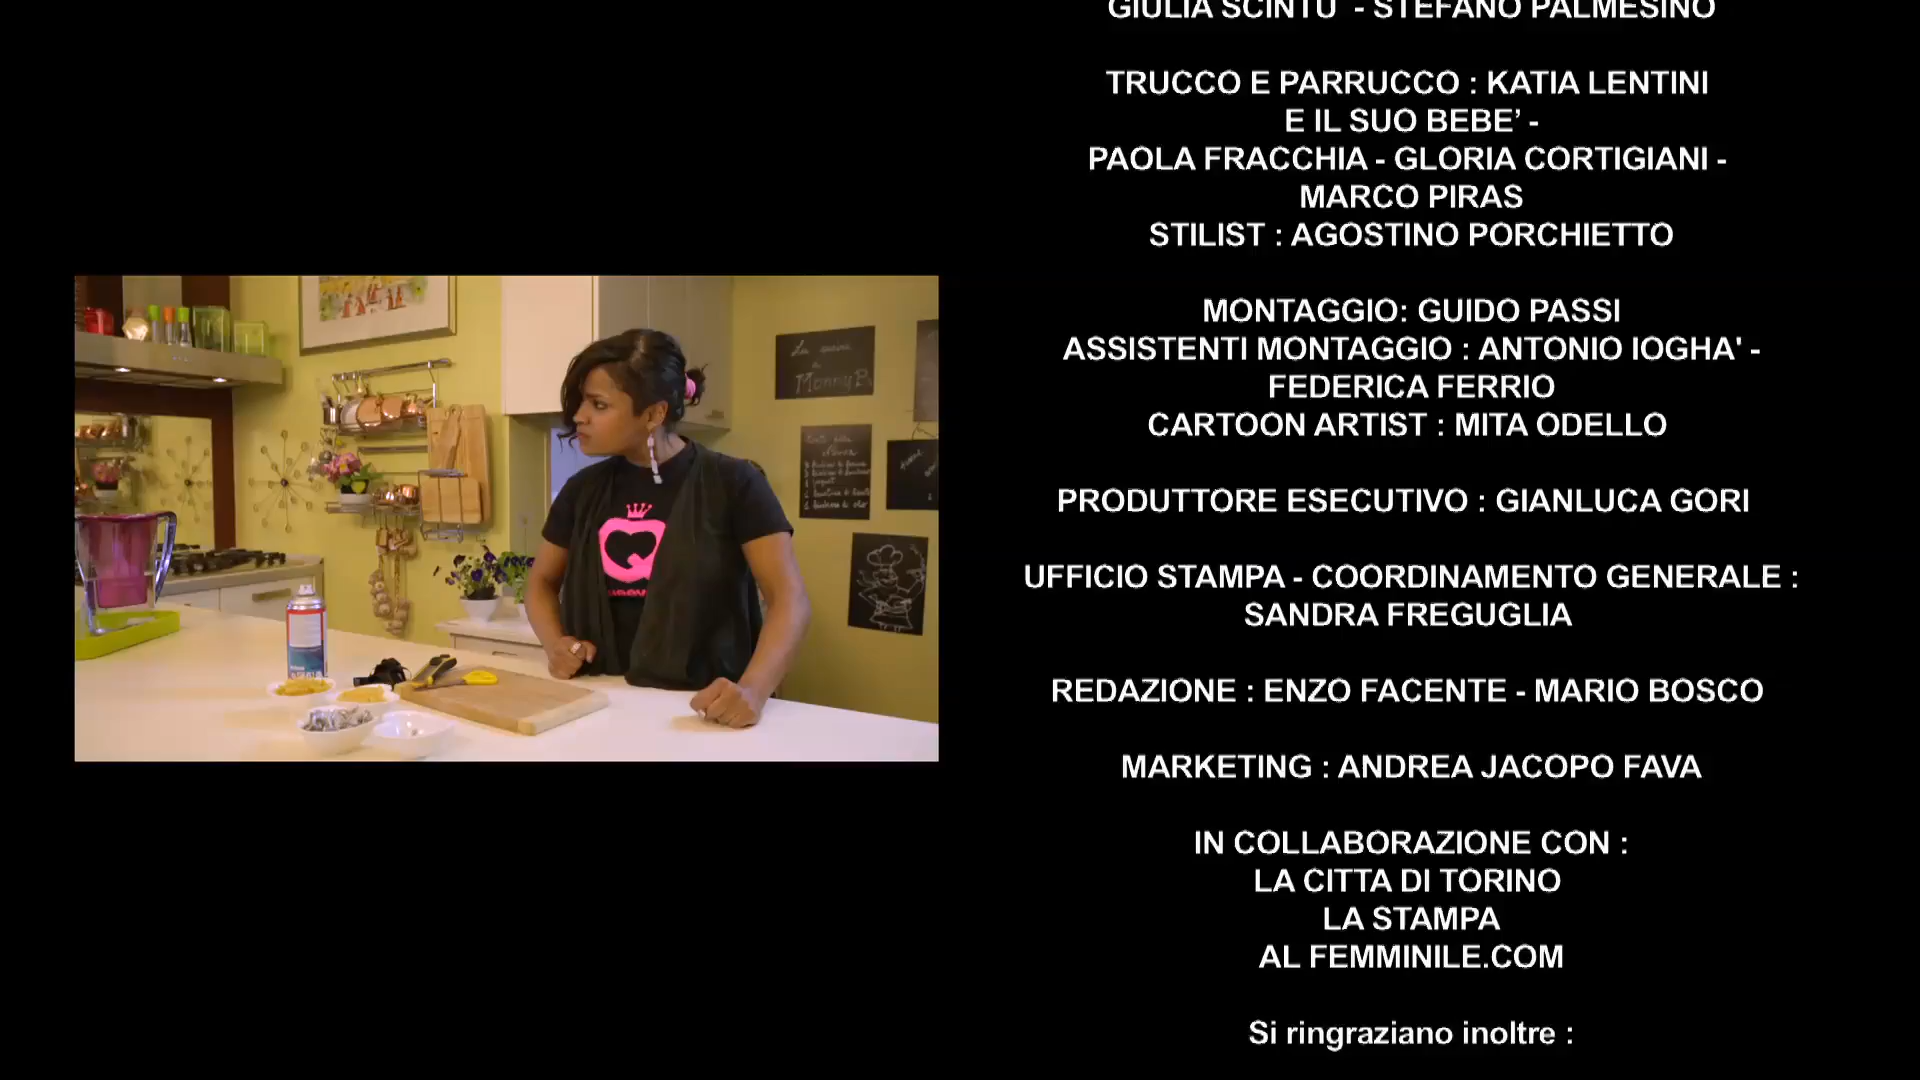 GIULIA SCINTU' - STEFANO PALMESINO
TRUCCO E PARRUCCO : KATIA LENTINI
E IL SUO BEBE’ -
PAOLA FRACCHIA - GLORIA CORTIGIANI -
MARCO PIRAS
STILIST : AGOSTINO PORCHIETTO
MONTAGGIO: GUIDO PASSI
ASSISTENTI MONTAGGIO : ANTONIO IOGHA' -
FEDERICA FERRIO
CARTOON ARTIST : MITA ODELLO
PRODUTTORE ESECUTIVO : GIANLUCA GORI
UFFICIO STAMPA - COORDINAMENTO GENERALE :
SANDRA FREGUGLIA
REDAZIONE : ENZO FACENTE - MARIO BOSCO
MARKETING : ANDREA JACOPO FAVA
IN COLLABORAZIONE CON :
LA CITTA DI TORINO
LA STAMPA
AL FEMMINILE.COM
Si ringraziano inoltre :
La cucina